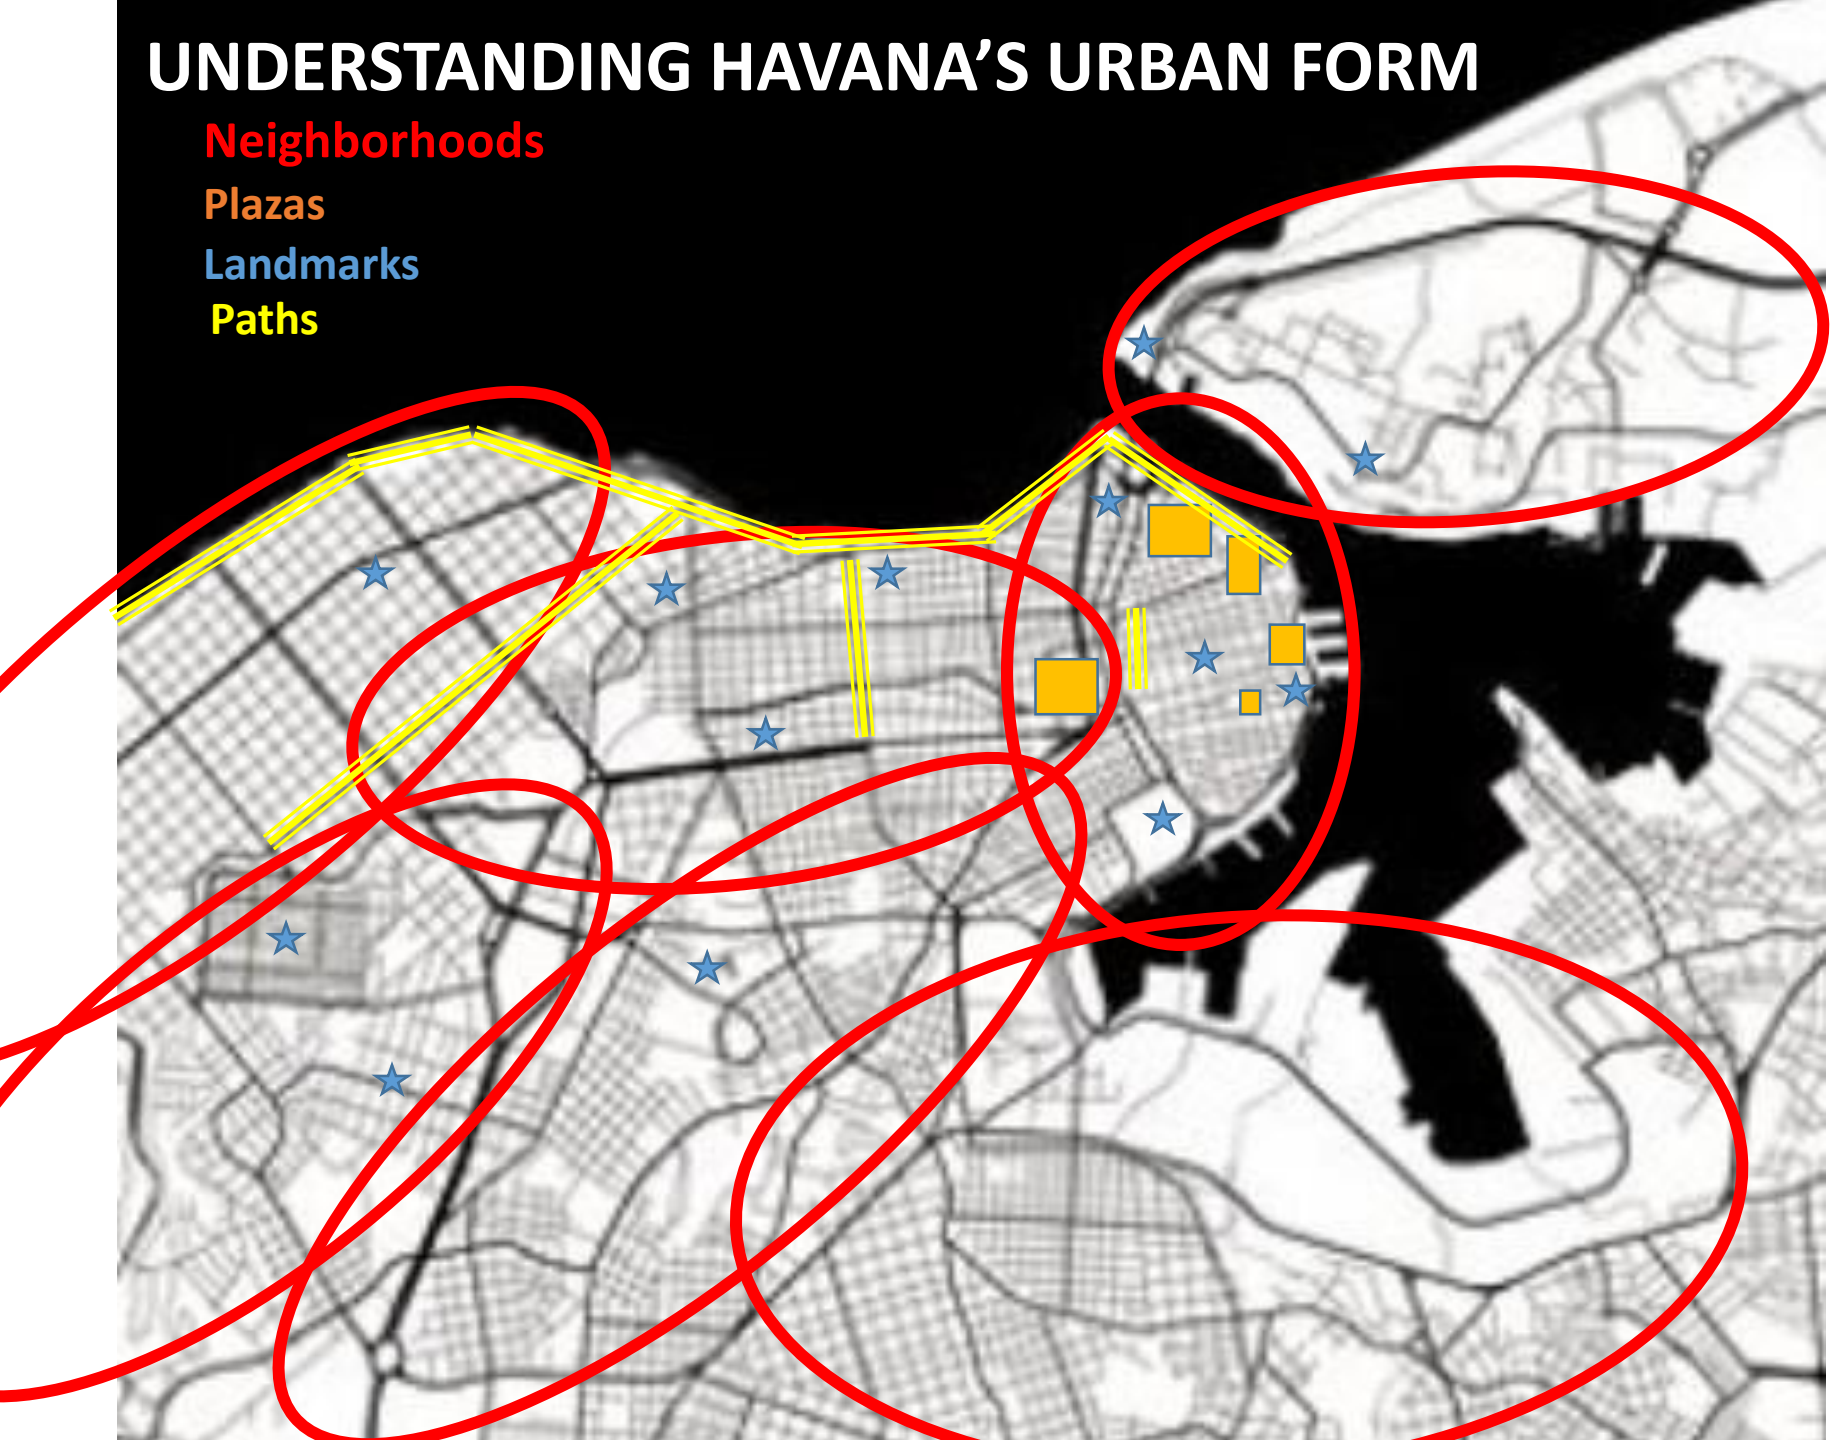 UNDERSTANDING HAVANA’S URBAN FORM
Neighborhoods
Plazas
Landmarks
Paths